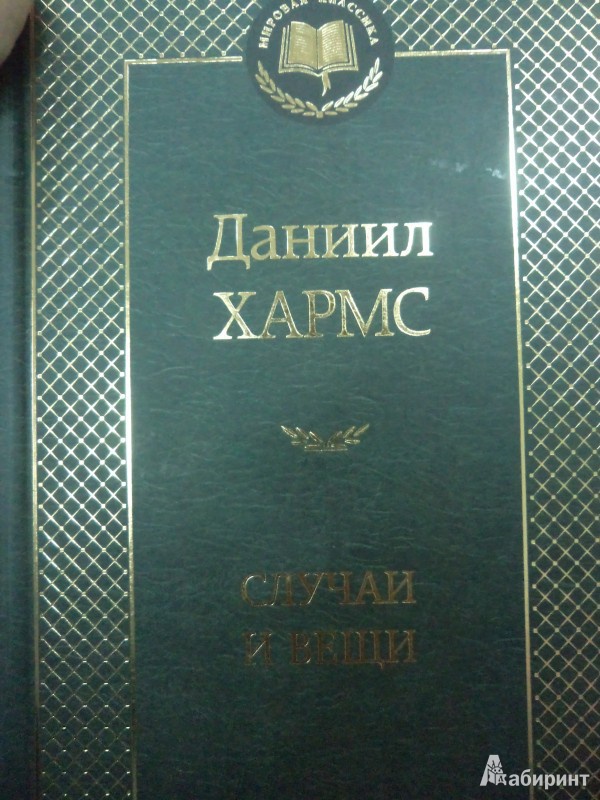 МИРОВАЯ КЛАССИКА
Даниил
ХАРМС
СЛУЧАИ
И ВЕЩИ
Лабиринт